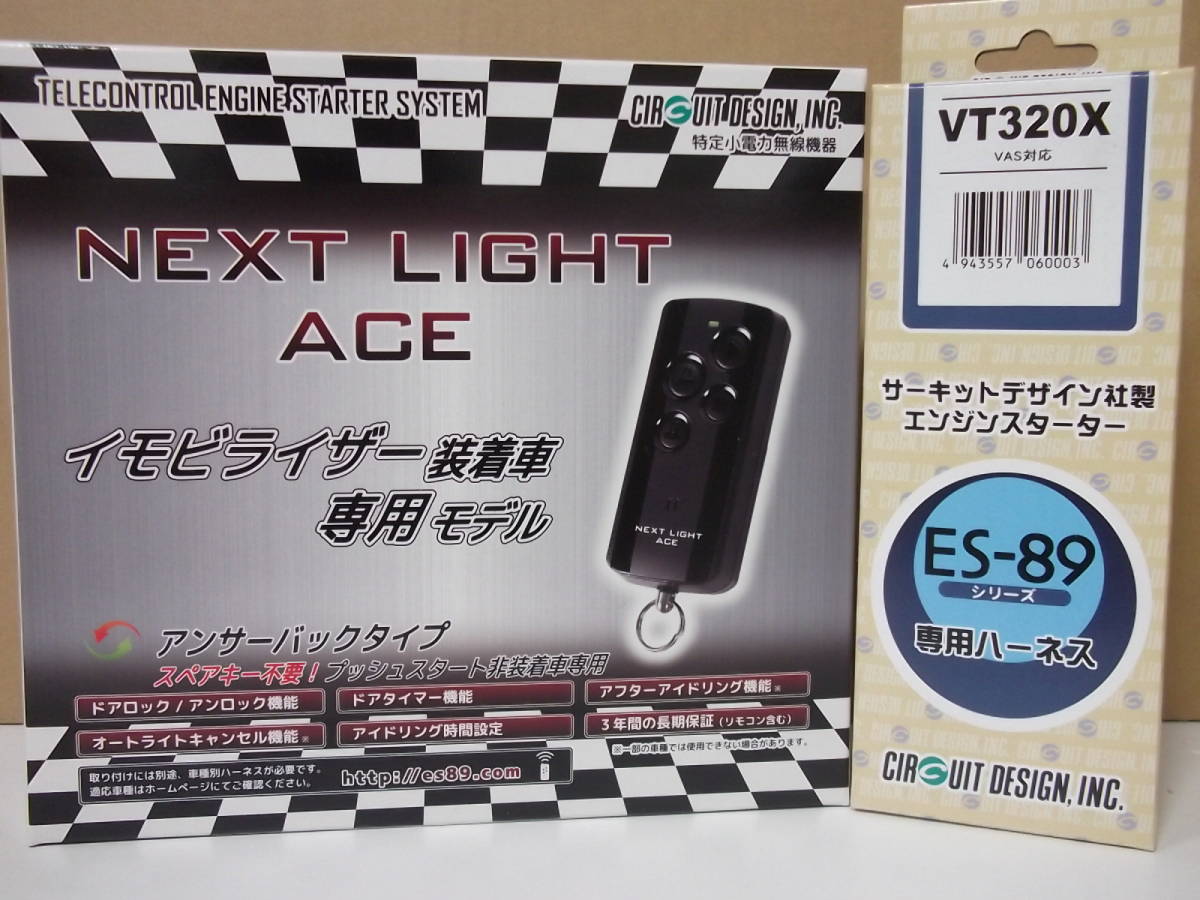 TELECONTROL ENGINE STARTER SYSTEM
CIRCUIT DESIGN, INC.
特定小電力無線機器
NEXT LIGHT
ACE
イモビライザー装着車
専用モデル
NEXT LIGHT
ACE
アンサーバックタイプ
スペアキー不要！プッシュスタート非装着車専用
ドアロック / アンロック機能
ドアタイマー機能
アフターアイドリング機能※
オートライトキャンセル機能※
アイドリング時間設定
3年間の長期保証（リモコン含む）
※一部の車種では使用できない場合があります。
取り付けには別途、車種別ハーネスが必要です。
適応車種はホームページにてご確認ください。
http://es89.com
VT320X
VAS対応
4 943557 060003
サーキットデザイン社製
エンジンスターター
ES-89
シリーズ
専用ハーネス
CIRCUIT DESIGN, INC.